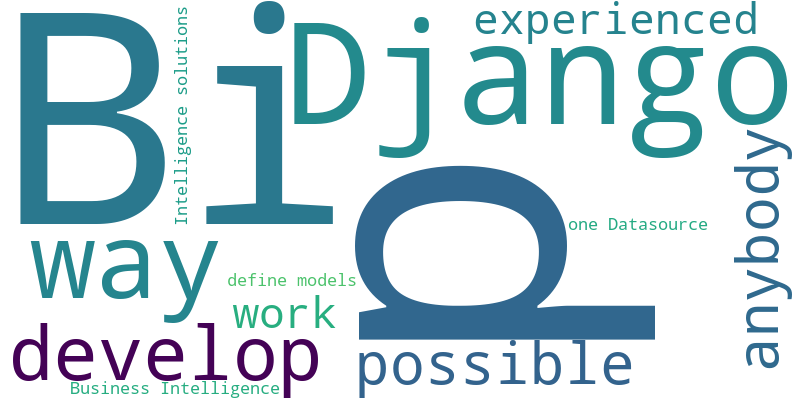 Bi
Django
experienced
Intelligence solutions
p
anybody
one Datasource
way
define models
work
develop
possible
Business Intelligence